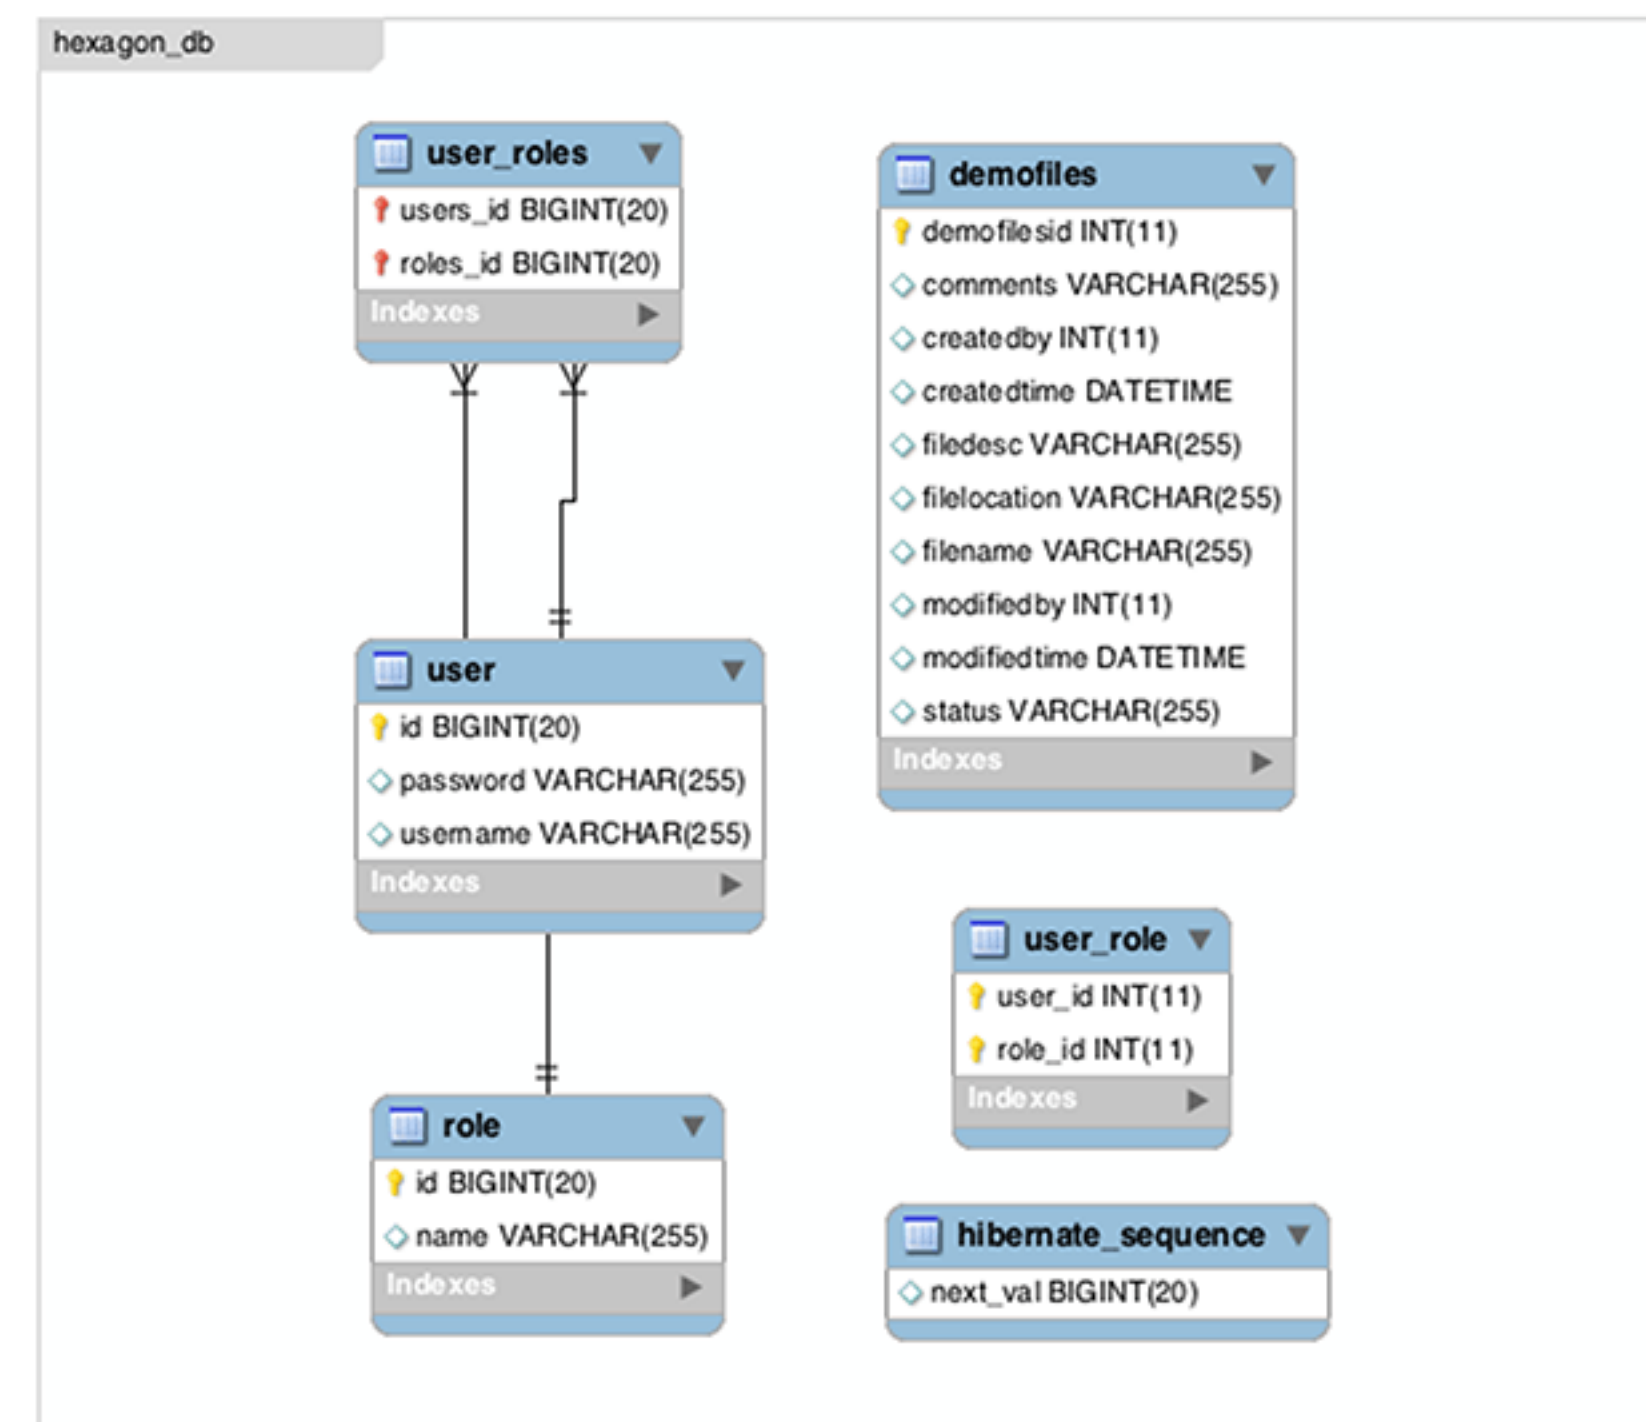 hexagon_db
user_roles
users_id BIGINT(20)
roles_id BIGINT(20)
Indexes
user
id BIGINT(20)
password VARCHAR(255)
username VARCHAR(255)
Indexes
role
id BIGINT(20)
name VARCHAR(255)
Indexes
demofiles
demofilesid INT(11)
comments VARCHAR(255)
createdby INT(11)
createdtime DATETIME
filedesc VARCHAR(255)
filelocation VARCHAR(255)
filename VARCHAR(255)
modifiedby INT(11)
modifiedtime DATETIME
status VARCHAR(255)
Indexes
user_role
user_id INT(11)
role_id INT(11)
Indexes
hibernate_sequence
next_val BIGINT(20)